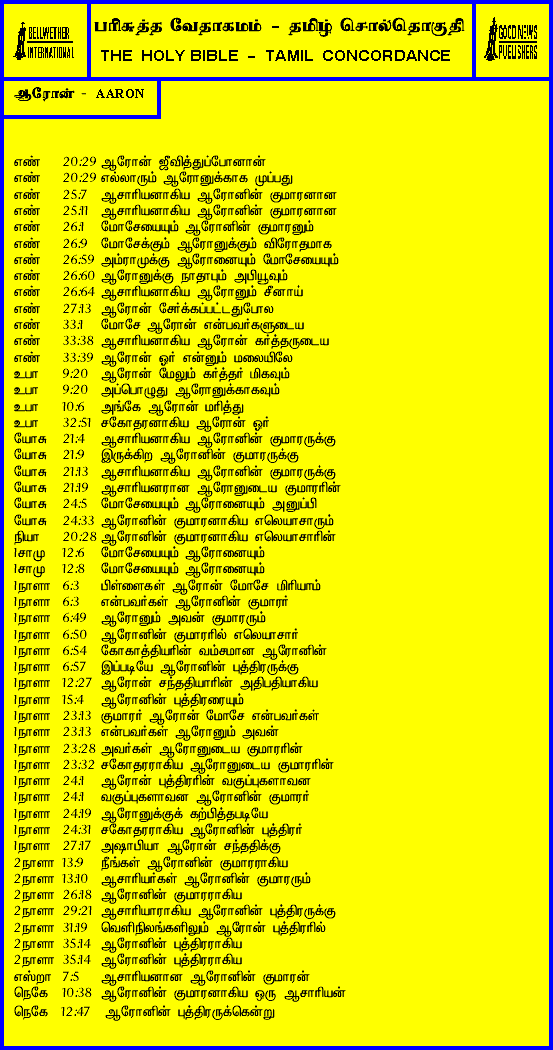 BELLWETHER
INTERNATIONAL
பரிசுத்த வேதாகமம் - தமிழ் சொல்தொகுதி
THE HOLY BIBLE - TAMIL CONCORDANCE
GOOD NEWS
PUBLISHERS
ஆரோன் - AARON
எண் 20:29 ஆரோன் ஜீவித்துப்போனான்
எண் 20:29 எல்லாரும் ஆரோனுக்காக முப்பது
எண் 25:7 ஆசாரியனாகிய ஆரோனின் குமாரனான
எண் 25:11 ஆசாரியனாகிய ஆரோனின் குமாரனான
எண் 26:1 மோசேயையும் ஆரோனின் குமாரனும்
எண் 26:9 மோசேக்கும் ஆரோனுக்கும் விரோதமாக
எண் 26:59 அம்ராமுக்கு ஆரோனையும் மோசேயையும்
எண் 26:60 ஆரோனுக்கு நாதாபும் அபியூவும்
எண் 26:64 ஆசாரியனாகிய ஆரோனும் சீனாய்
எண் 27:13 ஆரோன் சேர்க்கப்பட்டதுபோல
எண் 33:1 மோசே ஆரோன் என்பவர்களுடைய
எண் 33:38 ஆசாரியனாகிய ஆரோன் கர்த்தருடைய
எண் 33:39 ஆரோன் ஓர் என்னும் மலையிலே
உபா 9:20 ஆரோன் மேலும் கர்த்தர் மிகவும்
உபா 9:20 அப்பொழுது ஆரோனுக்காகவும்
உபா 10:6 அங்கே ஆரோன் மரித்து
உபா 32:51 சகோதரனாகிய ஆரோன் ஓர்
யோசு 21:4 ஆசாரியனாகிய ஆரோனின் குமாரருக்கு
யோசு 21:9 இருக்கிற ஆரோனின் குமாரருக்கு
யோசு 21:13 ஆசாரியனாகிய ஆரோனின் குமாரருக்கு
யோசு 21:19 ஆசாரியனரான ஆரோனுடைய குமாரரின்
யோசு 24:5 மோசேயையும் ஆரோனையும் அனுப்பி
யோசு 24:33 ஆரோனின் குமாரனாகிய எலெயாசாரும்
நியா 20:28 ஆரோனின் குமாரனாகிய எலெயாசாரின்
1சாமு 12:6 மோசேயையும் ஆரோனையும்
1சாமு 12:8 மோசேயையும் ஆரோனையும்
1நாளா 6:3 பிள்ளைகள் ஆரோன் மோசே மிரியாம்
1நாளா 6:3 என்பவர்கள் ஆரோனின் குமாரர்
1நாளா 6:49 ஆரோனும் அவன் குமாரரும்
1நாளா 6:50 ஆரோனின் குமாரரில் எலெயாசார்
1நாளா 6:54 கோகாத்தியரின் வம்சமான ஆரோனின்
1நாளா 6:57 இப்படியே ஆரோனின் புத்திரருக்கு
1நாளா 12:27 ஆரோன் சந்ததியாரின் அதிபதியாகிய
1நாளா 15:4 ஆரோனின் புத்திரரையும்
1நாளா 23:13 குமாரர் ஆரோன் மோசே என்பவர்கள்
1நாளா 23:13 என்பவர்கள் ஆரோனும் அவன்
1நாளா 23:28 அவர்கள் ஆரோனுடைய குமாரரின்
1நாளா 23:32 சகோதரராகிய ஆரோனுடைய குமாரரின்
1நாளா 24:1 ஆரோன் புத்திரரின் வகுப்புகளாவன
1நாளா 24:1 வகுப்புகளாவன ஆரோனின் குமாரர்
1நாளா 24:19 ஆரோனுக்குக் கற்பித்தபடியே
1நாளா 24:31 சகோதரராகிய ஆரோனின் புத்திரர்
1நாளா 27:17 அஷாபியா ஆரோன் சந்ததிக்கு
2நாளா 13:9 நீங்கள் ஆரோனின் குமாரராகிய
2நாளா 13:10 ஆசாரியர்கள் ஆரோனின் குமாரரும்
2நாளா 26:18 ஆரோனின் குமாரராகிய
2நாளா 29:21 ஆசாரியாராகிய ஆரோனின் புத்திரருக்கு
2நாளா 31:19 வெளிநிலங்களிலும் ஆரோன் புத்திரரில்
2நாளா 35:14 ஆரோனின் புத்திரராகிய
2நாளா 35:14 ஆரோனின் புத்திரராகிய
எஸ்றா 7:5 ஆசாரியனான ஆரோனின் குமாரன்
நெகே 10:38 ஆரோனின் குமாரனாகிய ஒரு ஆசாரியன்
நெகே 12:47 ஆரோனின் புத்திரருக்கென்று